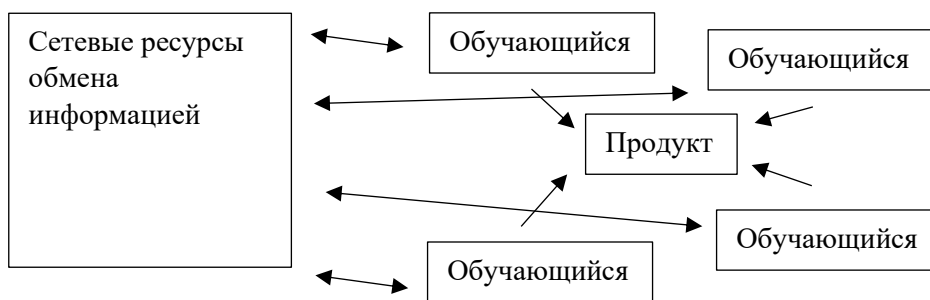 Сетевые ресурсы
обмена
информацией
Обучающийся
Обучающийся
Продукт
Обучающийся
Обучающийся